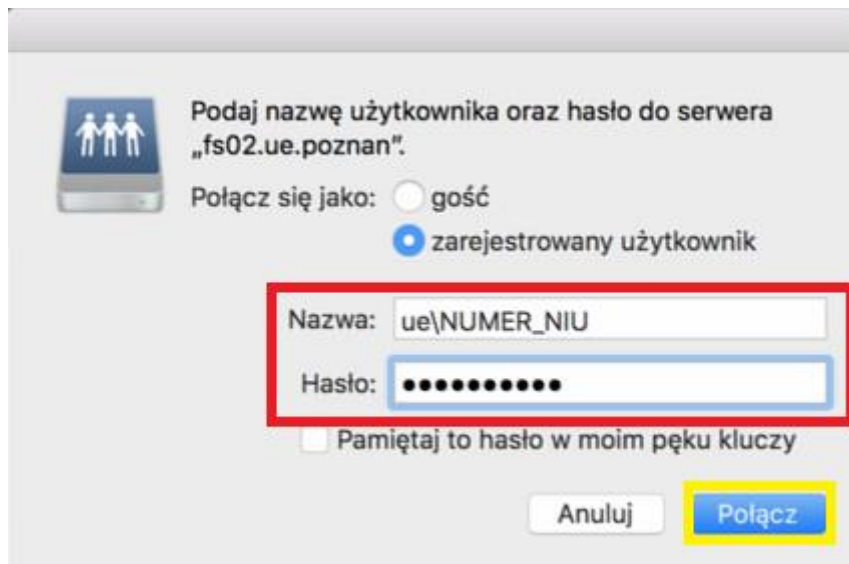 Podaj nazwę użytkownika oraz hasło do serwera
„fs02.ue.poznan”.
Połącz się jako: gość
zarejestrowany użytkownik
Nazwa: ue\NUMER_NIU
Hasło: ••••••••••
Pamiętaj to hasło w moim pęku kluczy
Anuluj Połącz